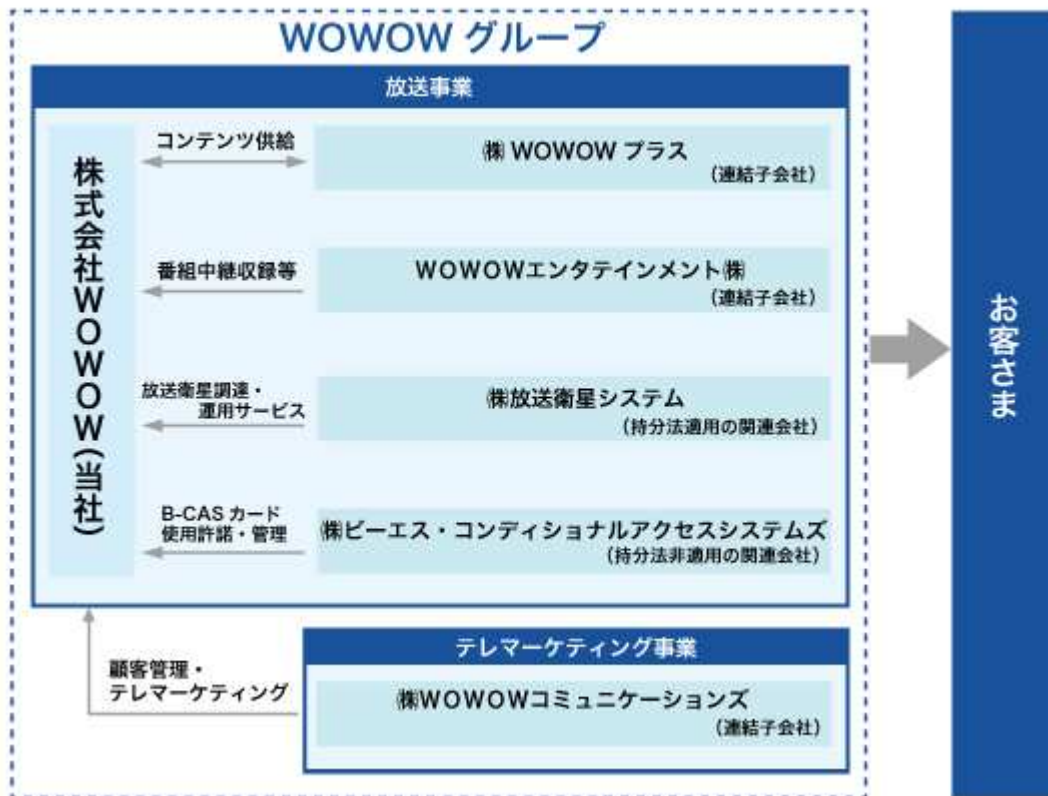 WOWOW グループ
放送事業
株式会社WOWOW(当社)
コンテンツ供給
㈱ WOWOW プラス
(連結子会社)
番組中継収録等
WOWOWエンタテインメント㈱
(連結子会社)
放送衛星調達・
運用サービス
㈱放送衛星システム
(持分法適用の関連会社)
B-CAS カード
使用許諾・管理
㈱ビーエス・コンディショナルアクセスシステムズ
(持分法非適用の関連会社)
顧客管理・
テレマーケティング
テレマーケティング事業
㈱WOWOWコミュニケーションズ
(連結子会社)
お客さま